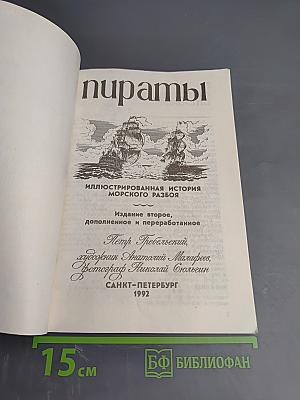 пираты
ИЛЛЮСТРИРОВАННАЯ ИСТОРИЯ
МОРСКОГО РАЗБОЯ
Издание второе,
дополненное и переработанное
Петр Гребельский,
художник Анатолий Малафеев,
фотограф Николай Сюльгин
САНКТ-ПЕТЕРБУРГ
1992
15 см
БФ БИБЛИОФАН